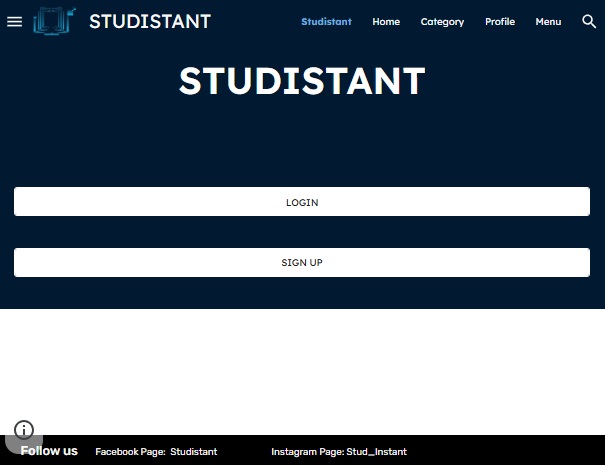 STUDISTANT
Studistant Home Category Profile Menu
STUDISTANT
LOGIN
SIGN UP
Follow us Facebook Page: Studistant Instagram Page: Stud_Instant